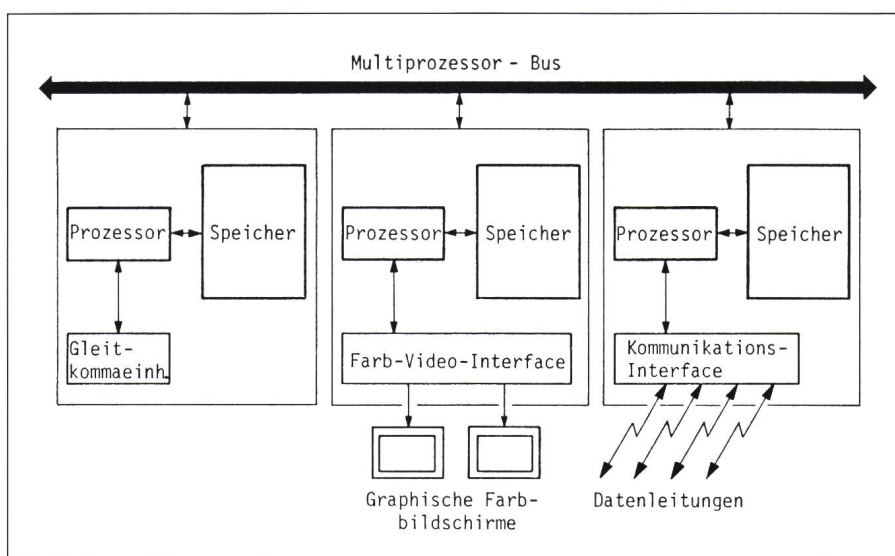 Multiprozessor - Bus
Prozessor
Speicher
Gleit-
kommaeinh.
Prozessor
Speicher
Farb-Video-Interface
Graphische Farb-
bildschirme
Prozessor
Speicher
Kommunikations-
Interface
Datenleitungen